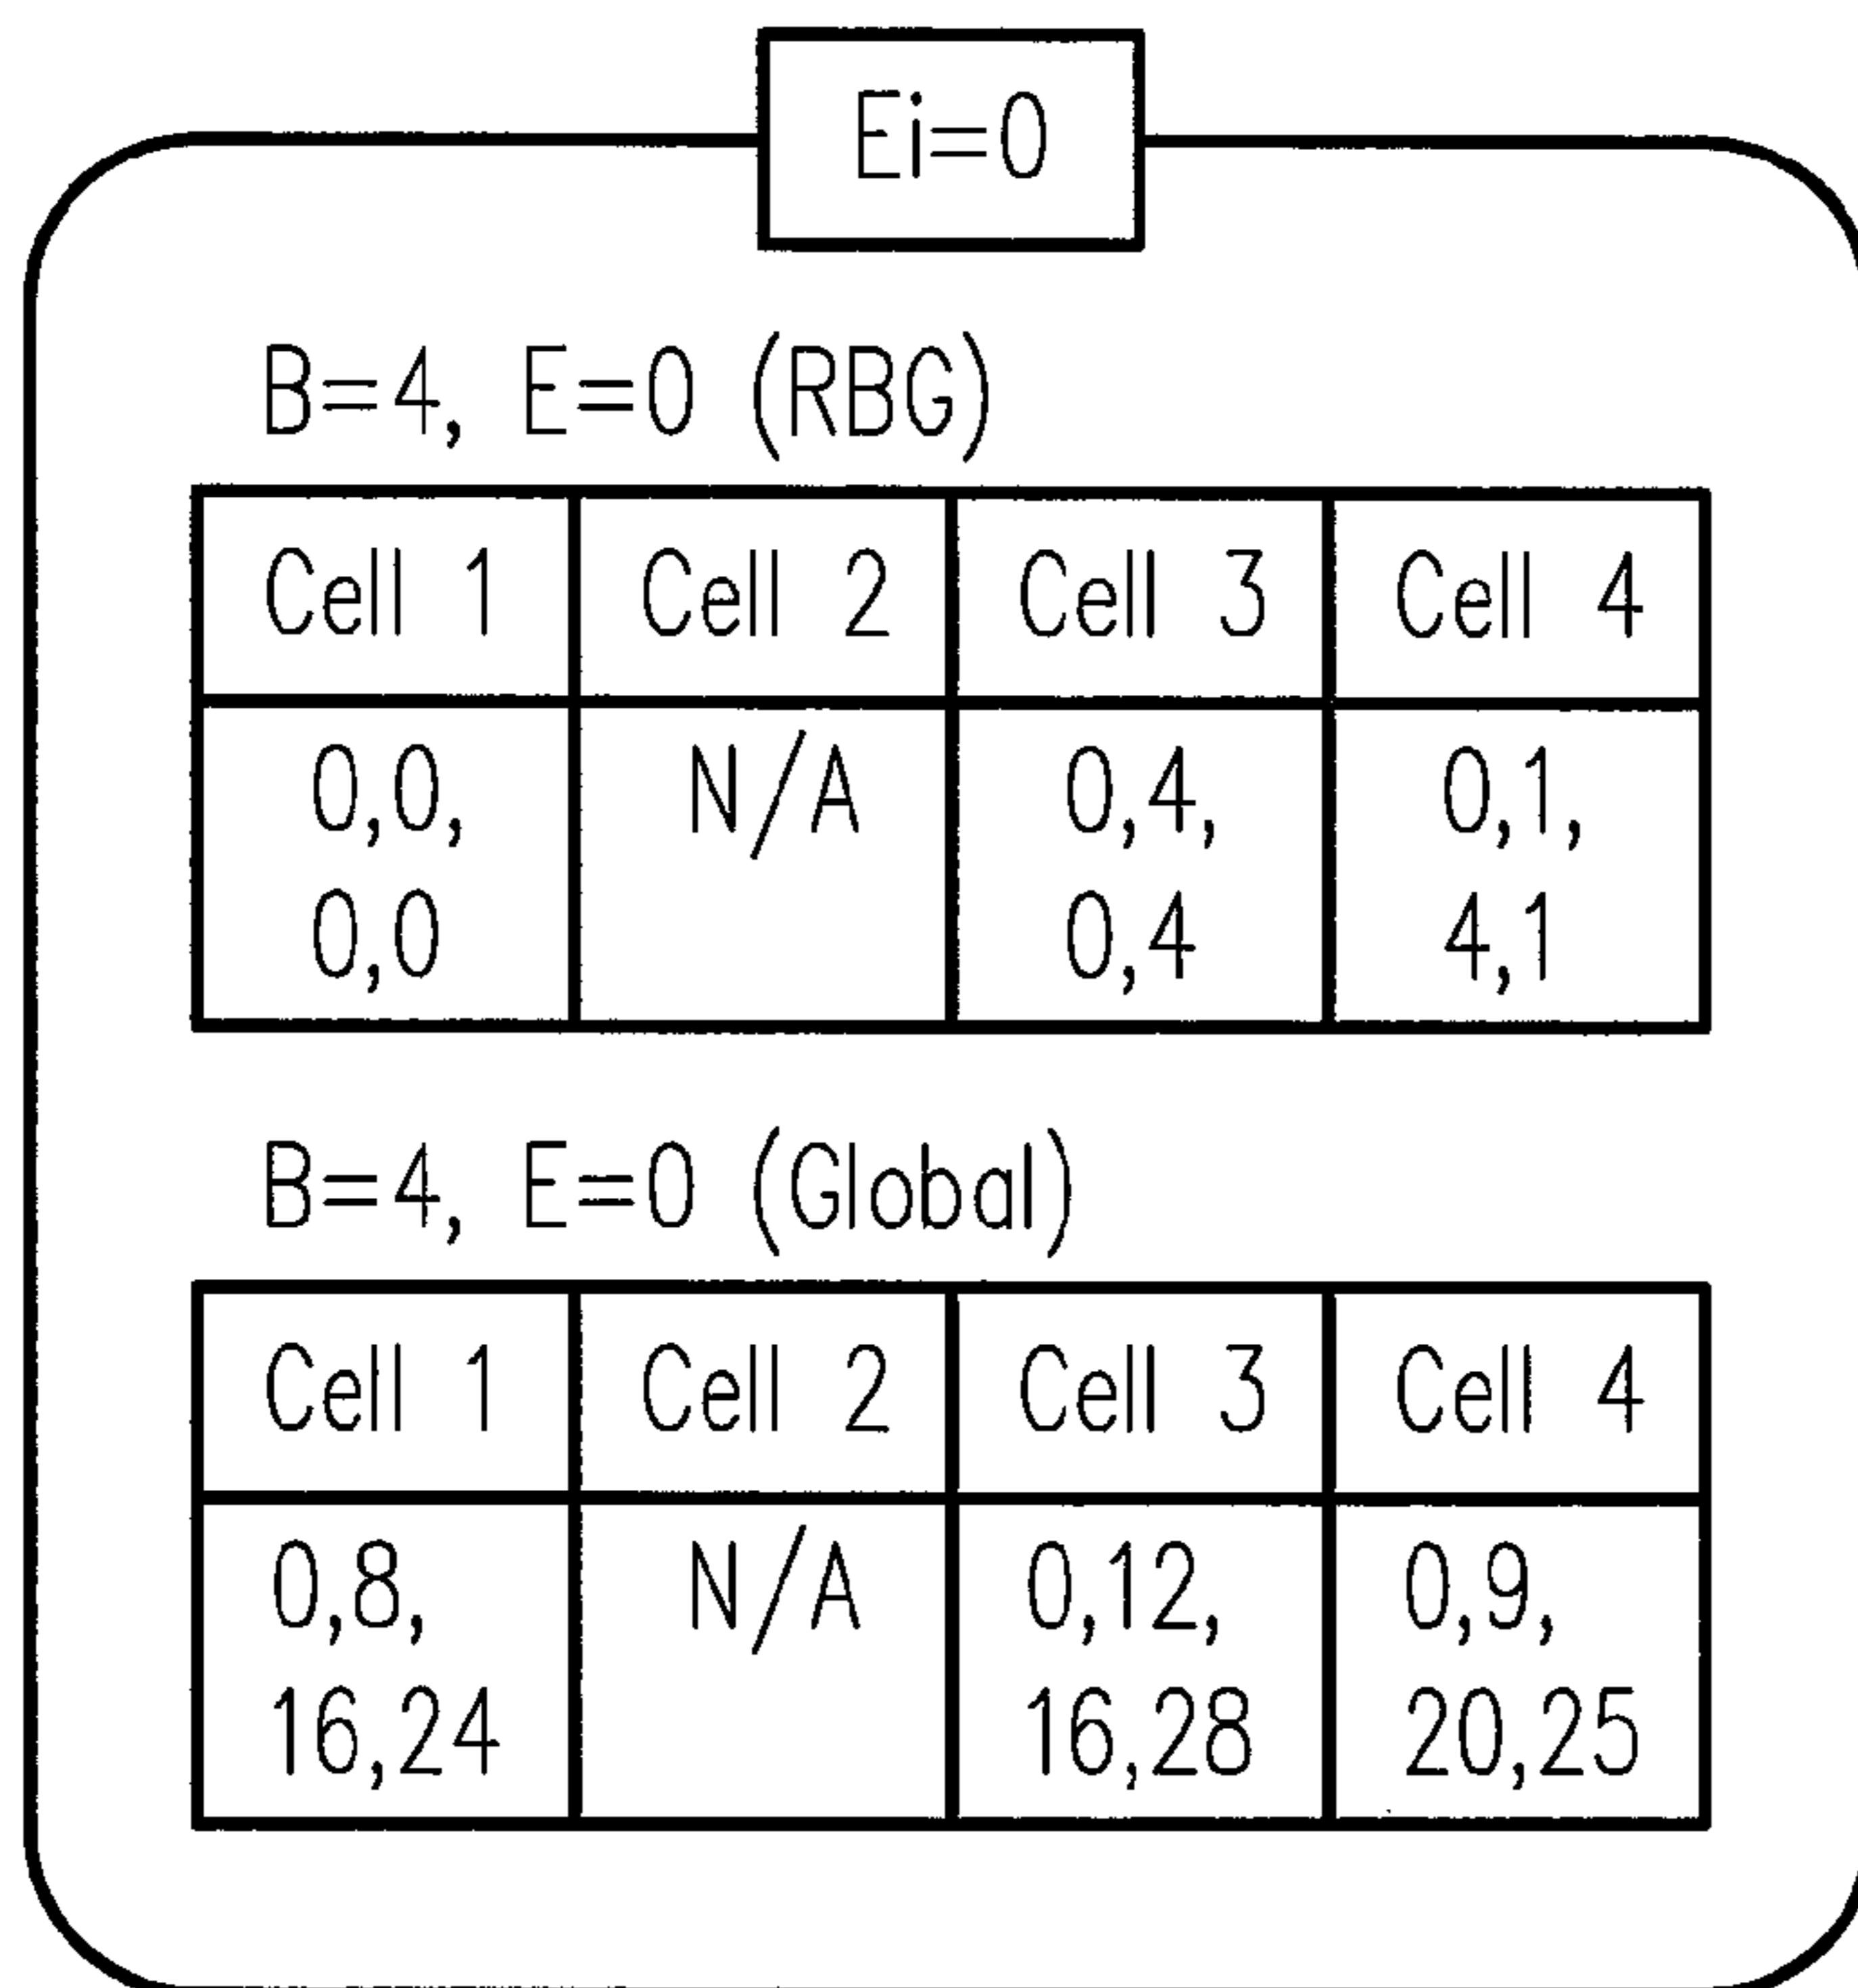 Ei=0
B=4, E=0 (RBG)
Cell 1 Cell 2 Cell 3 Cell 4
0,0, N/A 0,4, 0,1,
0,0 0,4 4,1
B=4, E=0 (Global)
Cell 1 Cell 2 Cell 3 Cell 4
0,8, N/A 0,12, 0,9,
16,24 16,28 20,25